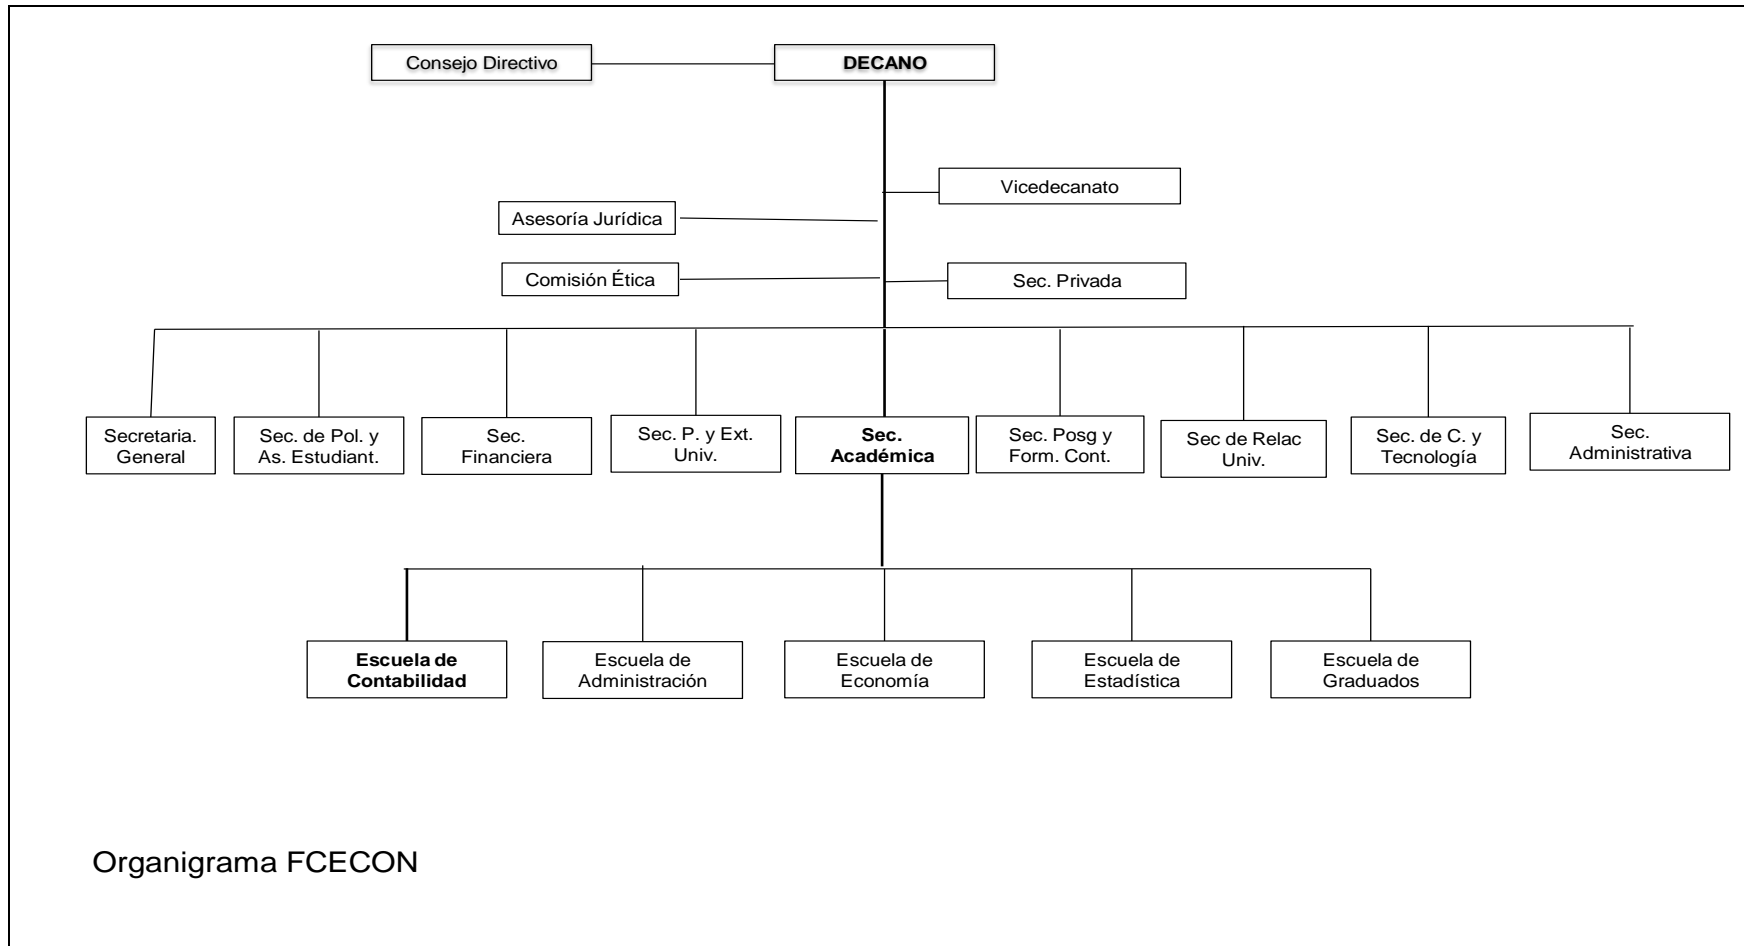 Consejo Directivo
DECANO
Vicedecanato
Asesoría Jurídica
Comisión Ética
Sec. Privada
Secretaria.
General
Sec. de Pol. y
As. Estudiant.
Sec.
Financiera
Sec. P. y Ext.
Univ.
Sec.
Académica
Sec. Posg y
Form. Cont.
Sec de Relac
Univ.
Sec. de C. y
Tecnología
Sec.
Administrativa
Escuela de
Contabilidad
Escuela de
Administración
Escuela de
Economía
Escuela de
Estadística
Escuela de
Graduados
Organigrama FCECON